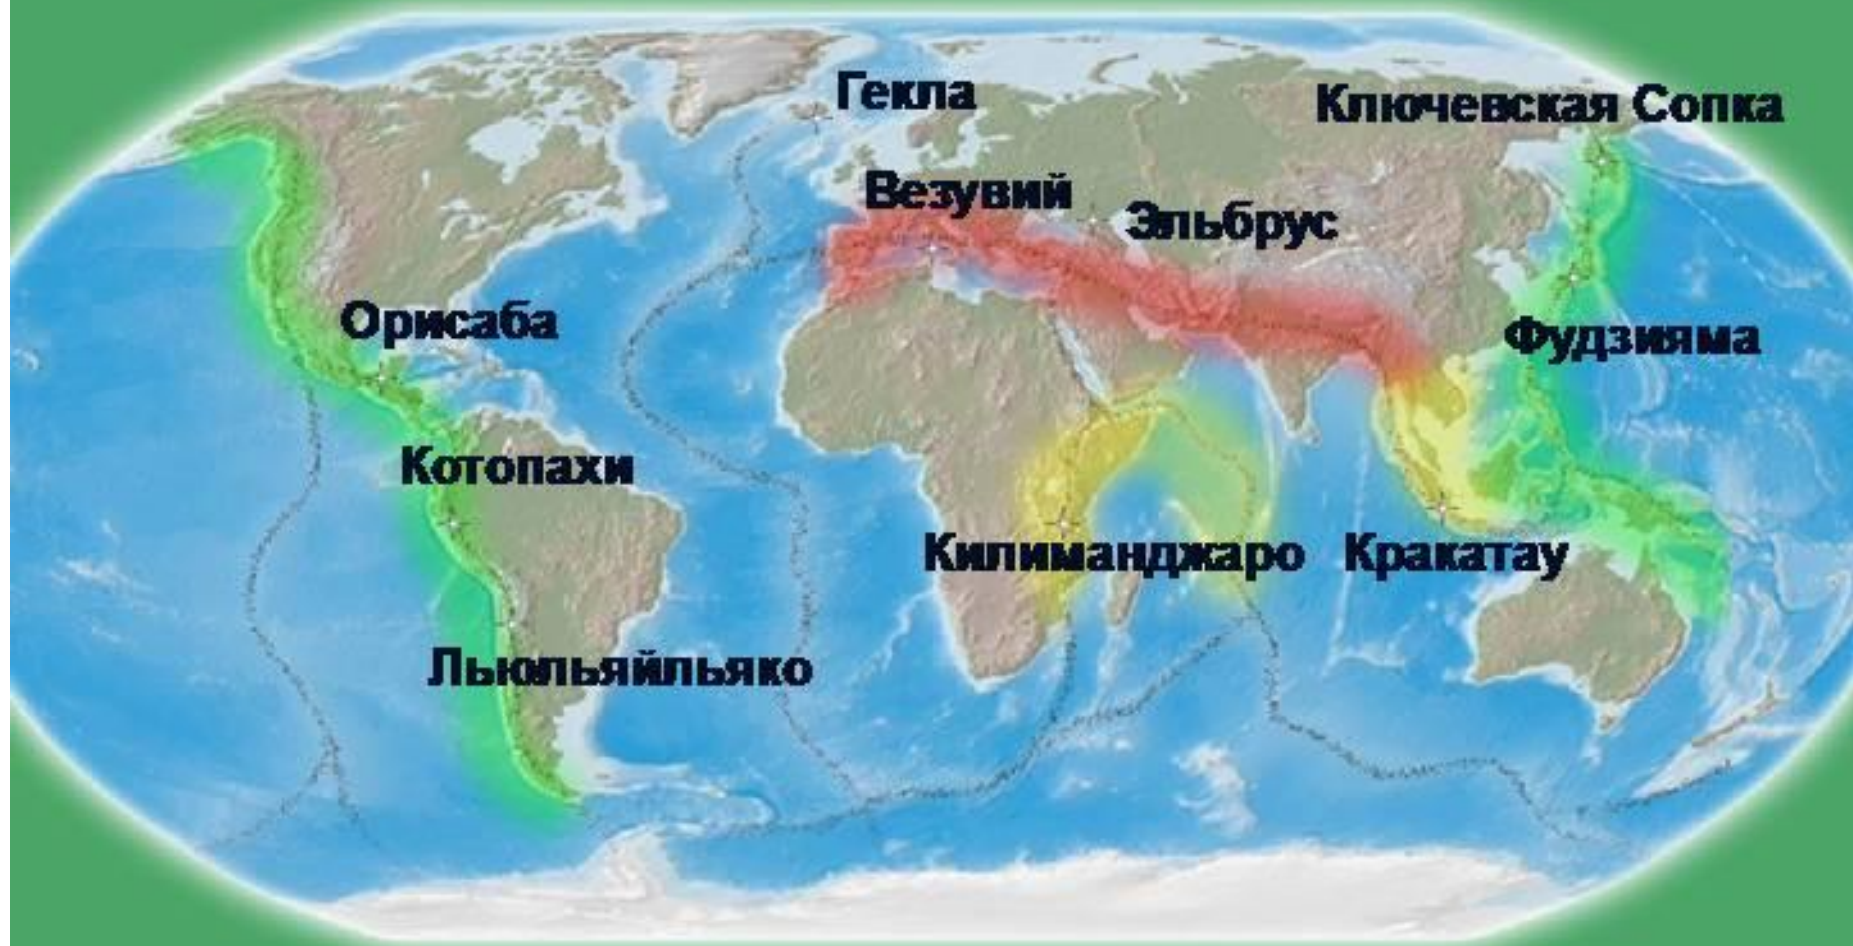 Гекла
Ключевская Сопка
Везувий
Эльбрус
Орисаба
Фудзияма
Котопахи
Килиманджаро
Кракатау
Льюльяйльяко